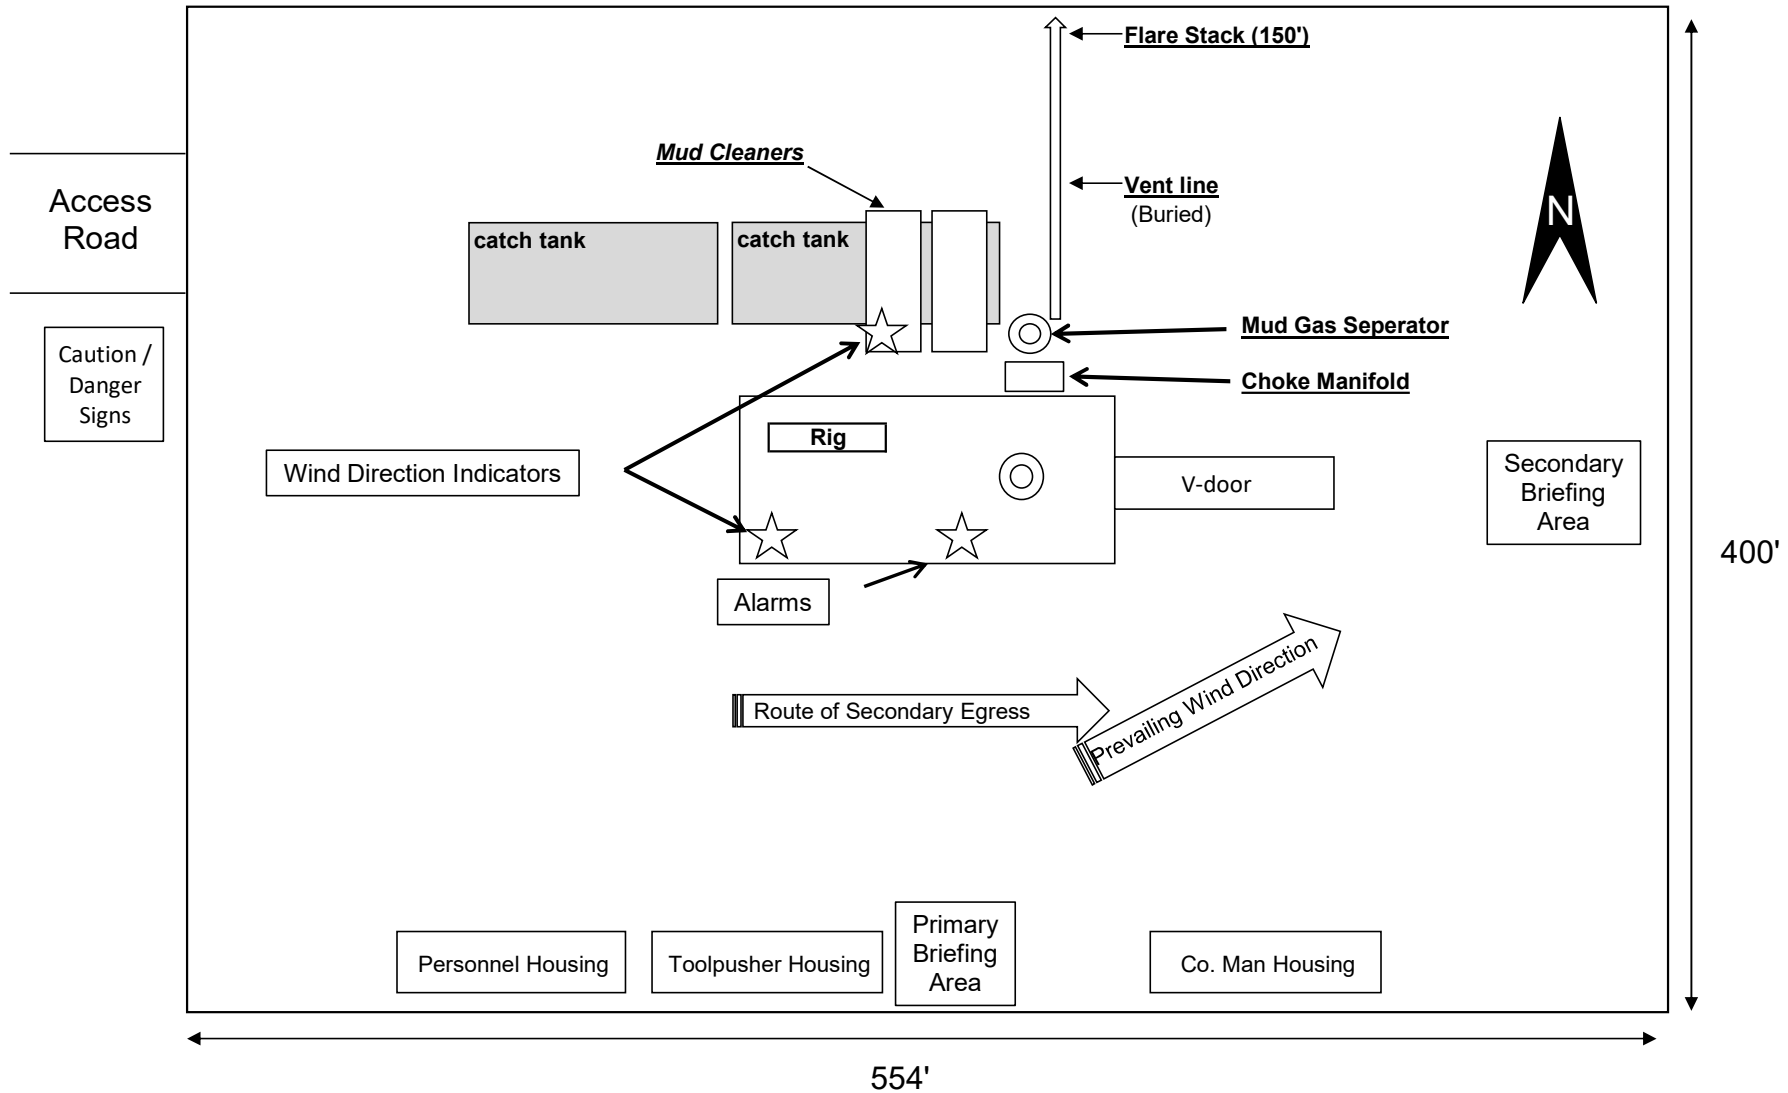 Flare Stack (150')
Mud Cleaners
Vent line
(Buried)
Access
Road
N
catch tank
catch tank
Caution /
Danger
Signs
Mud Gas Seperator
Choke Manifold
Rig
Wind Direction Indicators
V-door
Secondary
Briefing
Area
400'
Alarms
Prevailing Wind Direction
Route of Secondary Egress
Personnel Housing
Toolpusher Housing
Primary
Briefing
Area
Co. Man Housing
554'